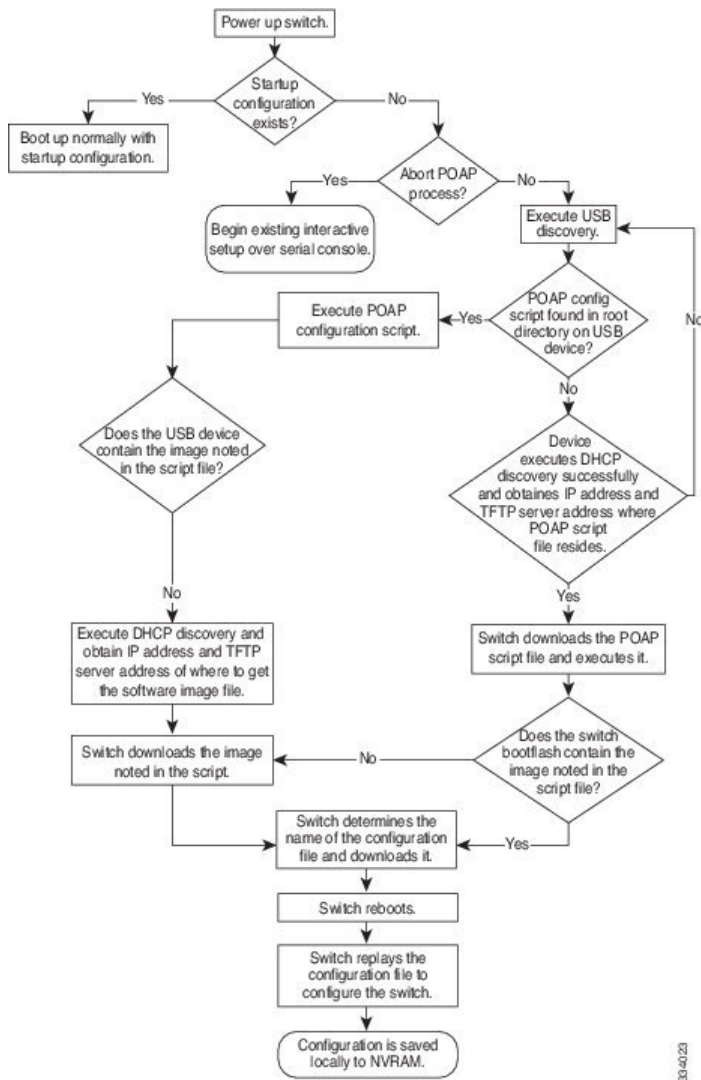 Power up switch.
Startup
configuration
exists?
Yes
No
Boot up normally with
startup configuration.
Abort POAP
process?
Yes
No
Begin existing interactive
setup over serial console.
Execute USB
discovery.
POAP config
script found in root
directory on USB
device?
Yes
No
No
Execute POAP
configuration script.
Does the USB device
contain the image noted
in the script file?
No
Device
executes DHCP
discovery successfully
and obtaines IP address and
TFTP server address where
POAP script
file resides.
Yes
Execute DHCP discovery and
obtain IP address and TFTP
server address of where to get
the software image file.
Switch downloads the POAP
script file and executes it.
Switch downloads the image
noted in the script.
No
Does the switch
bootflash contain the
image noted in the
script file?
Yes
Switch determines the
name of the configuration
file and downloads it.
Switch reboots.
Switch replays the
configuration file to
configure the switch.
Configuration is saved
locally to NVRAM.
334023